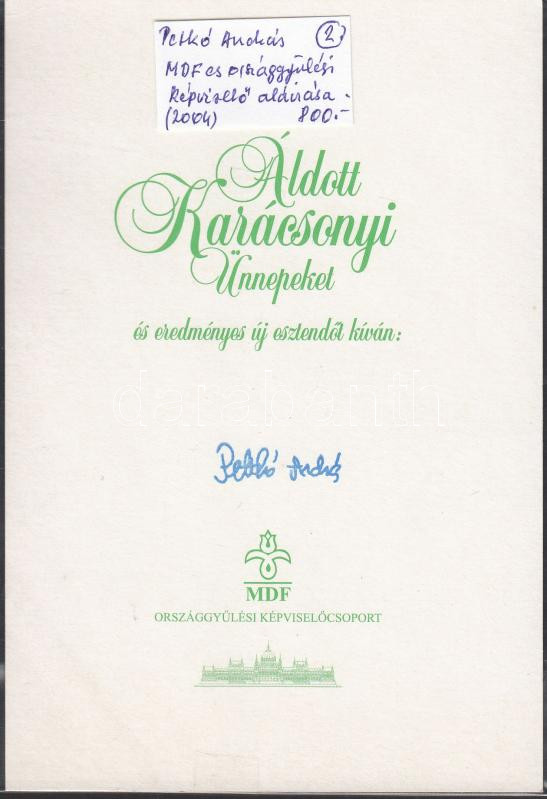 Petkó András 2
MDF es országgyűlési
képviselő aláírása.
(2004) 800.-
Áldott
Karácsonyi
Ünnepeket
és eredményes új esztendőt kíván:
darabanth
Petkó András
MDF
ORSZÁGGYŰLÉSI KÉPVISELŐCSOPORT